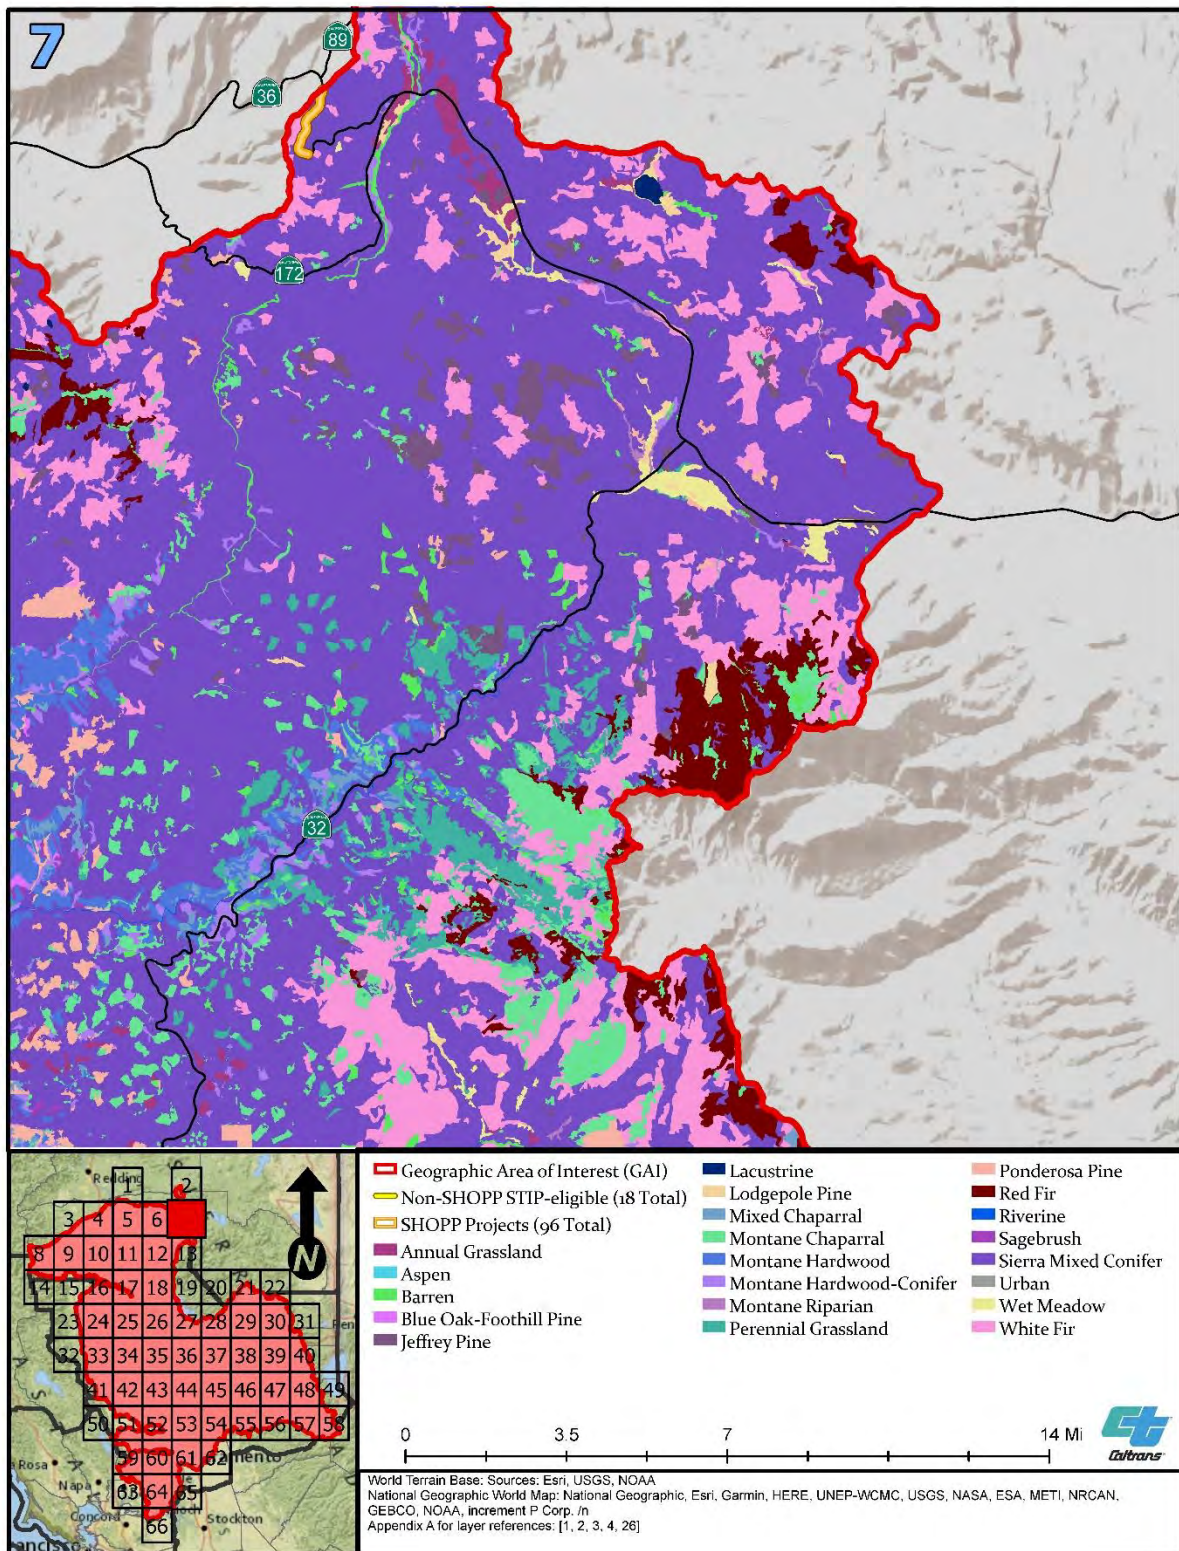 7
89
36
172
32
Redding
1 2
3 4 5 6
8 9 10 11 12 13
14 15 16 17 18 19 20 21 22
23 24 25 26 27 28 29 30 31
32 33 34 35 36 37 38 39 40
41 42 43 44 45 46 47 48 49
50 51 52 53 54 55 56 57 58
59 60 61 62 amento
a Rosa
Napa
63 64 65
Concord
66
Stockton
ancisco
N
Geographic Area of Interest (GAI)
Non-SHOPP STIP-eligible (18 Total)
SHOPP Projects (96 Total)
Annual Grassland
Aspen
Barren
Blue Oak-Foothill Pine
Jeffrey Pine
Lacustrine
Lodgepole Pine
Mixed Chaparral
Montane Chaparral
Montane Hardwood
Montane Hardwood-Conifer
Montane Riparian
Perennial Grassland
Ponderosa Pine
Red Fir
Riverine
Sagebrush
Sierra Mixed Conifer
Urban
Wet Meadow
White Fir
0 3.5 7 14 Mi
ct
Caltrans
World Terrain Base: Sources: Esri, USGS, NOAA
National Geographic World Map: National Geographic, Esri, Garmin, HERE, UNEP-WCMC, USGS, NASA, ESA, METI, NRCAN,
GEBCO, NOAA, increment P Corp. /n
Appendix A for layer references: [1, 2, 3, 4, 26]